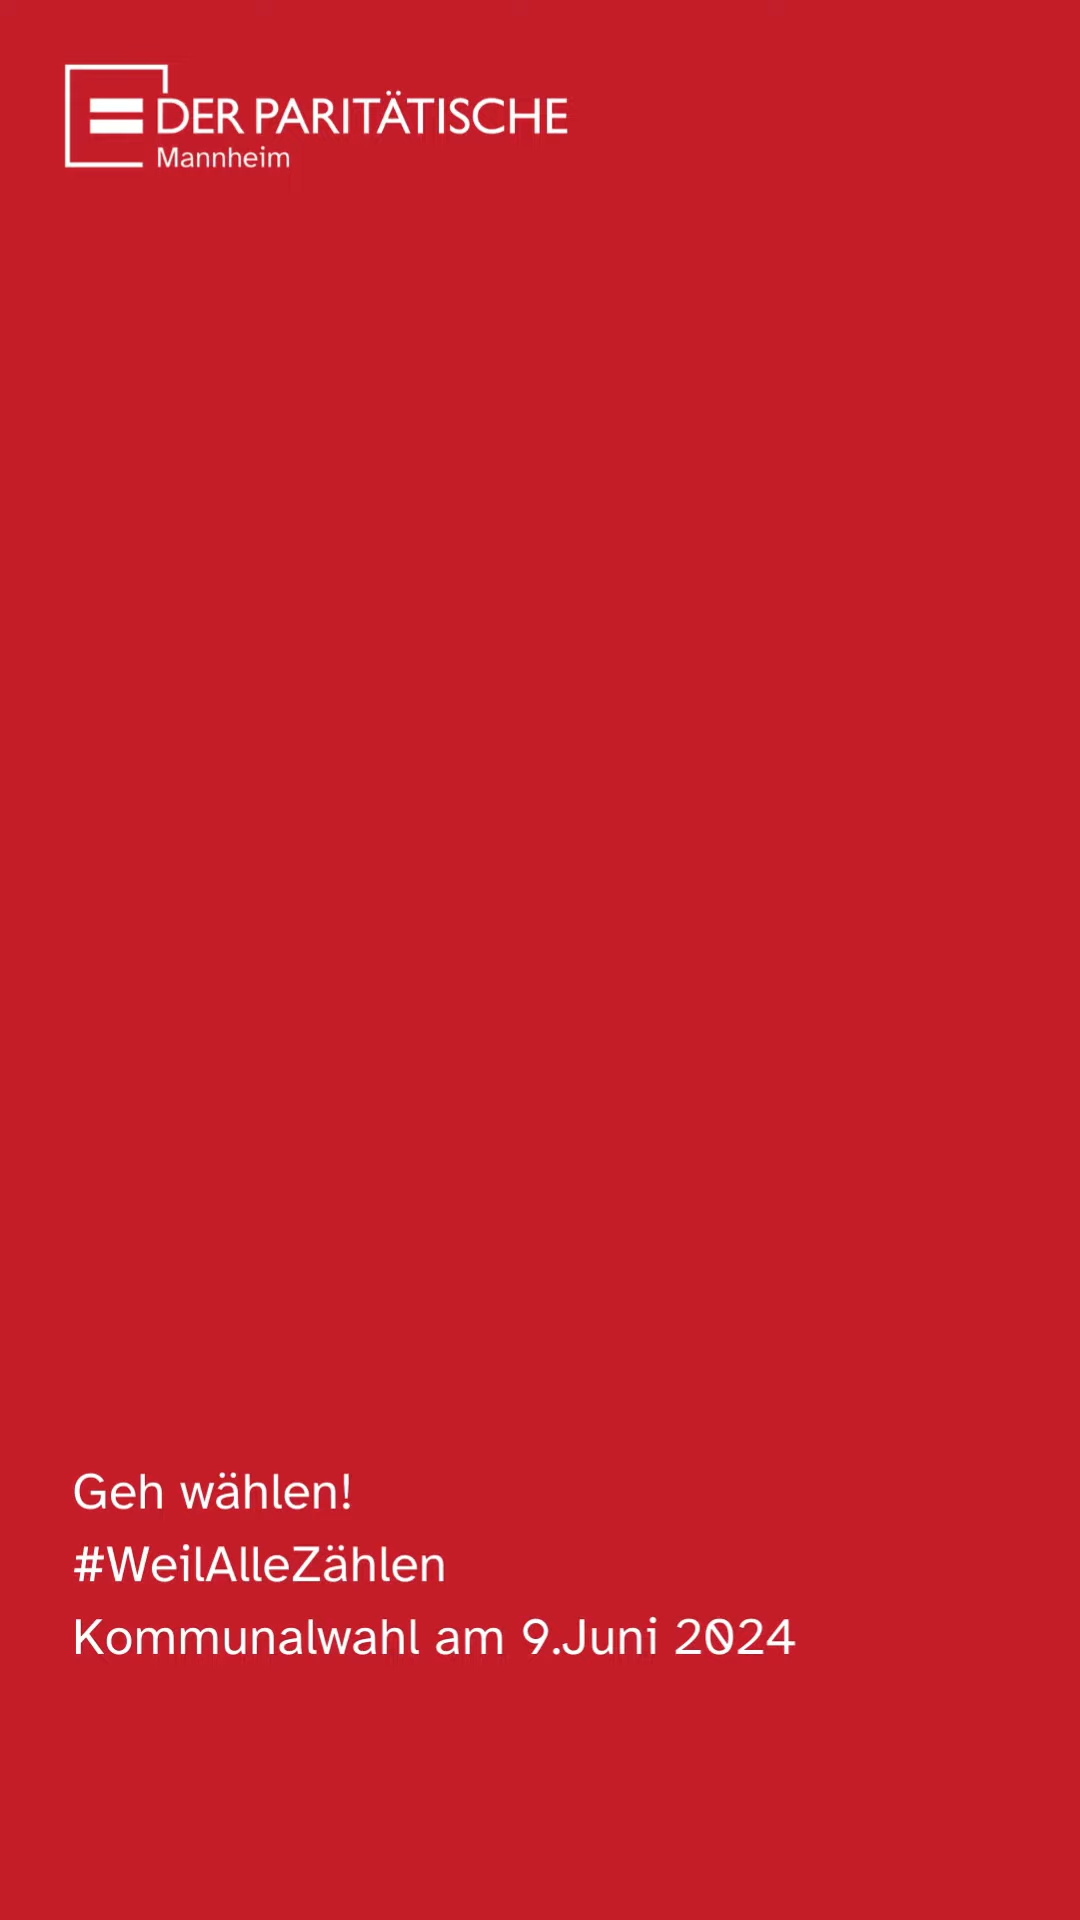 DER PARITÄTISCHE
Mannheim
Geh wählen!
#WeilAlleZählen
Kommunalwahl am 9.Juni 2024